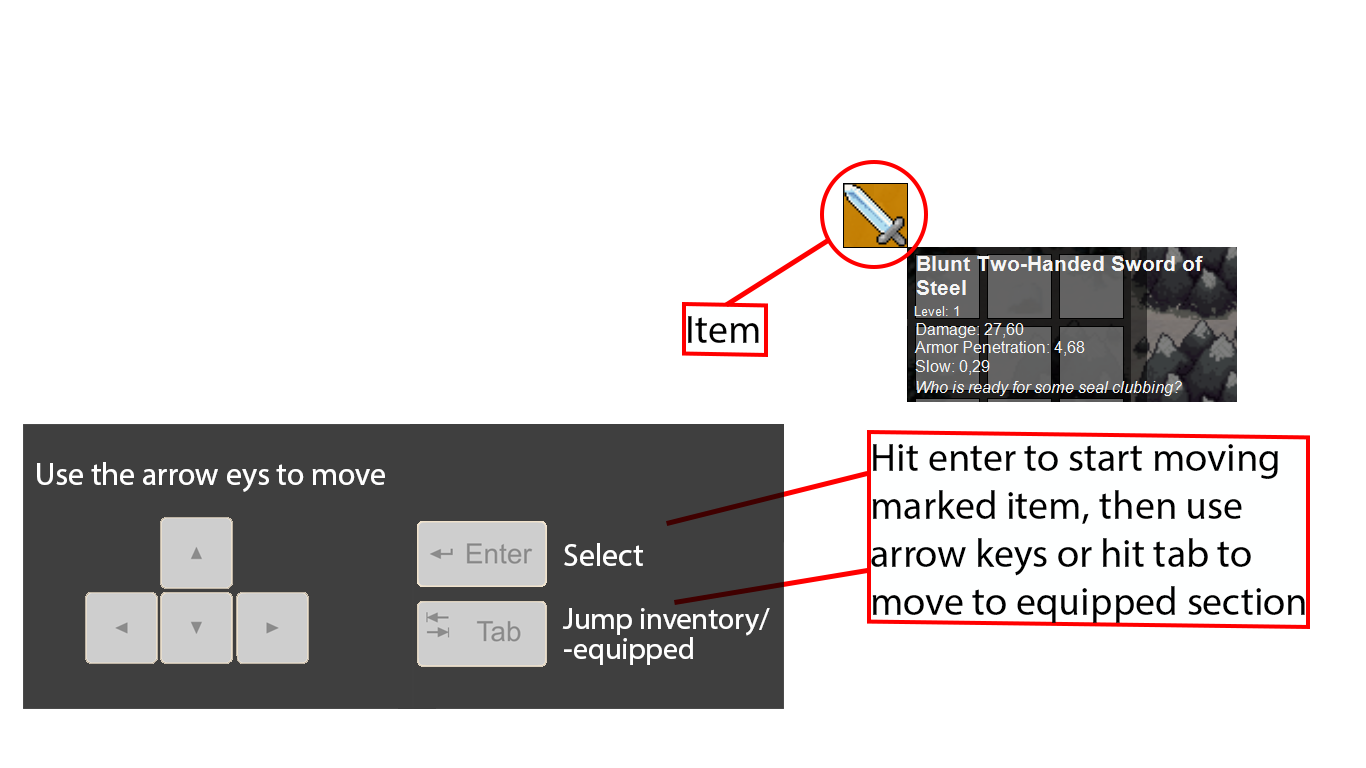 Blunt Two-Handed Sword of
Steel
Level: 1
Damage: 27,60
Armor Penetration: 4,68
Slow: 0,29
Who is ready for some seal clubbing?
Item
Use the arrow eys to move
Enter
Select
Tab
Jump inventory/
-equipped
Hit enter to start moving
marked item, then use
arrow keys or hit tab to
move to equipped section